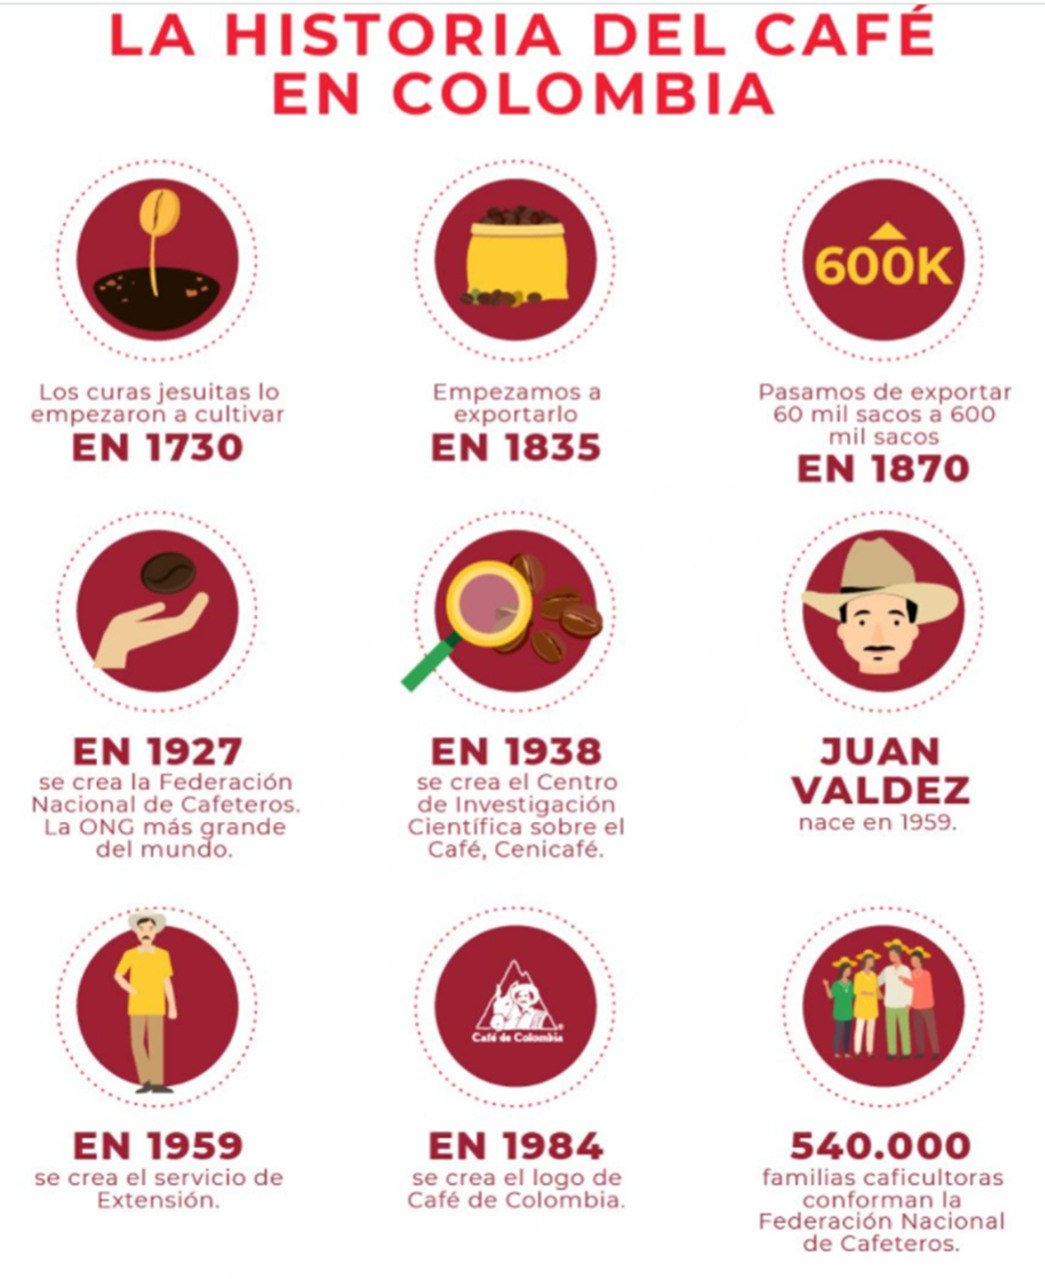 LA HISTORIA DEL CAFÉ
EN COLOMBIA
Los curas jesuitas lo
empezaron a cultivar
EN 1730
Empezamos a
exportarlo
EN 1835
600K
Pasamos de exportar
60 mil sacos a 600
mil sacos
EN 1870
EN 1927
se crea la Federación
Nacional de Cafeteros.
La ONG más grande
del mundo.
EN 1938
se crea el Centro
de Investigación
Científica sobre el
Café, Cenicafé.
JUAN
VALDEZ
nace en 1959.
EN 1959
se crea el servicio de
Extensión.
Café de Colombia
®
EN 1984
se crea el logo de
Café de Colombia.
540.000
familias caficultoras
conforman la
Federación Nacional
de Cafeteros.